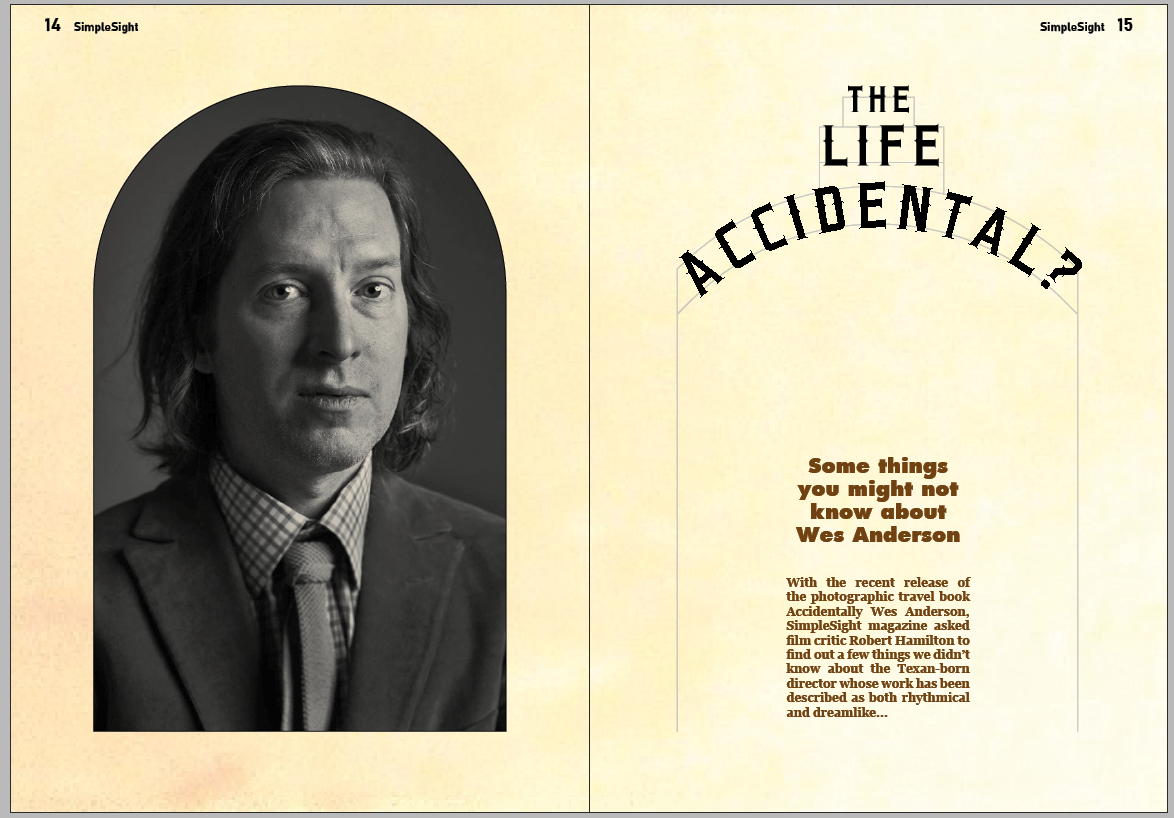 14 SimpleSight
SimpleSight 15
THE
LIFE
ACCIDENTAL?
Some things
you might not
know about
Wes Anderson
With the recent release of
the photographic travel book
Accidentally Wes Anderson,
SimpleSight magazine asked
film critic Robert Hamilton to
find out a few things we didn't
know about the Texan-born
director whose work has been
described as both rhythmical
and dreamlike...